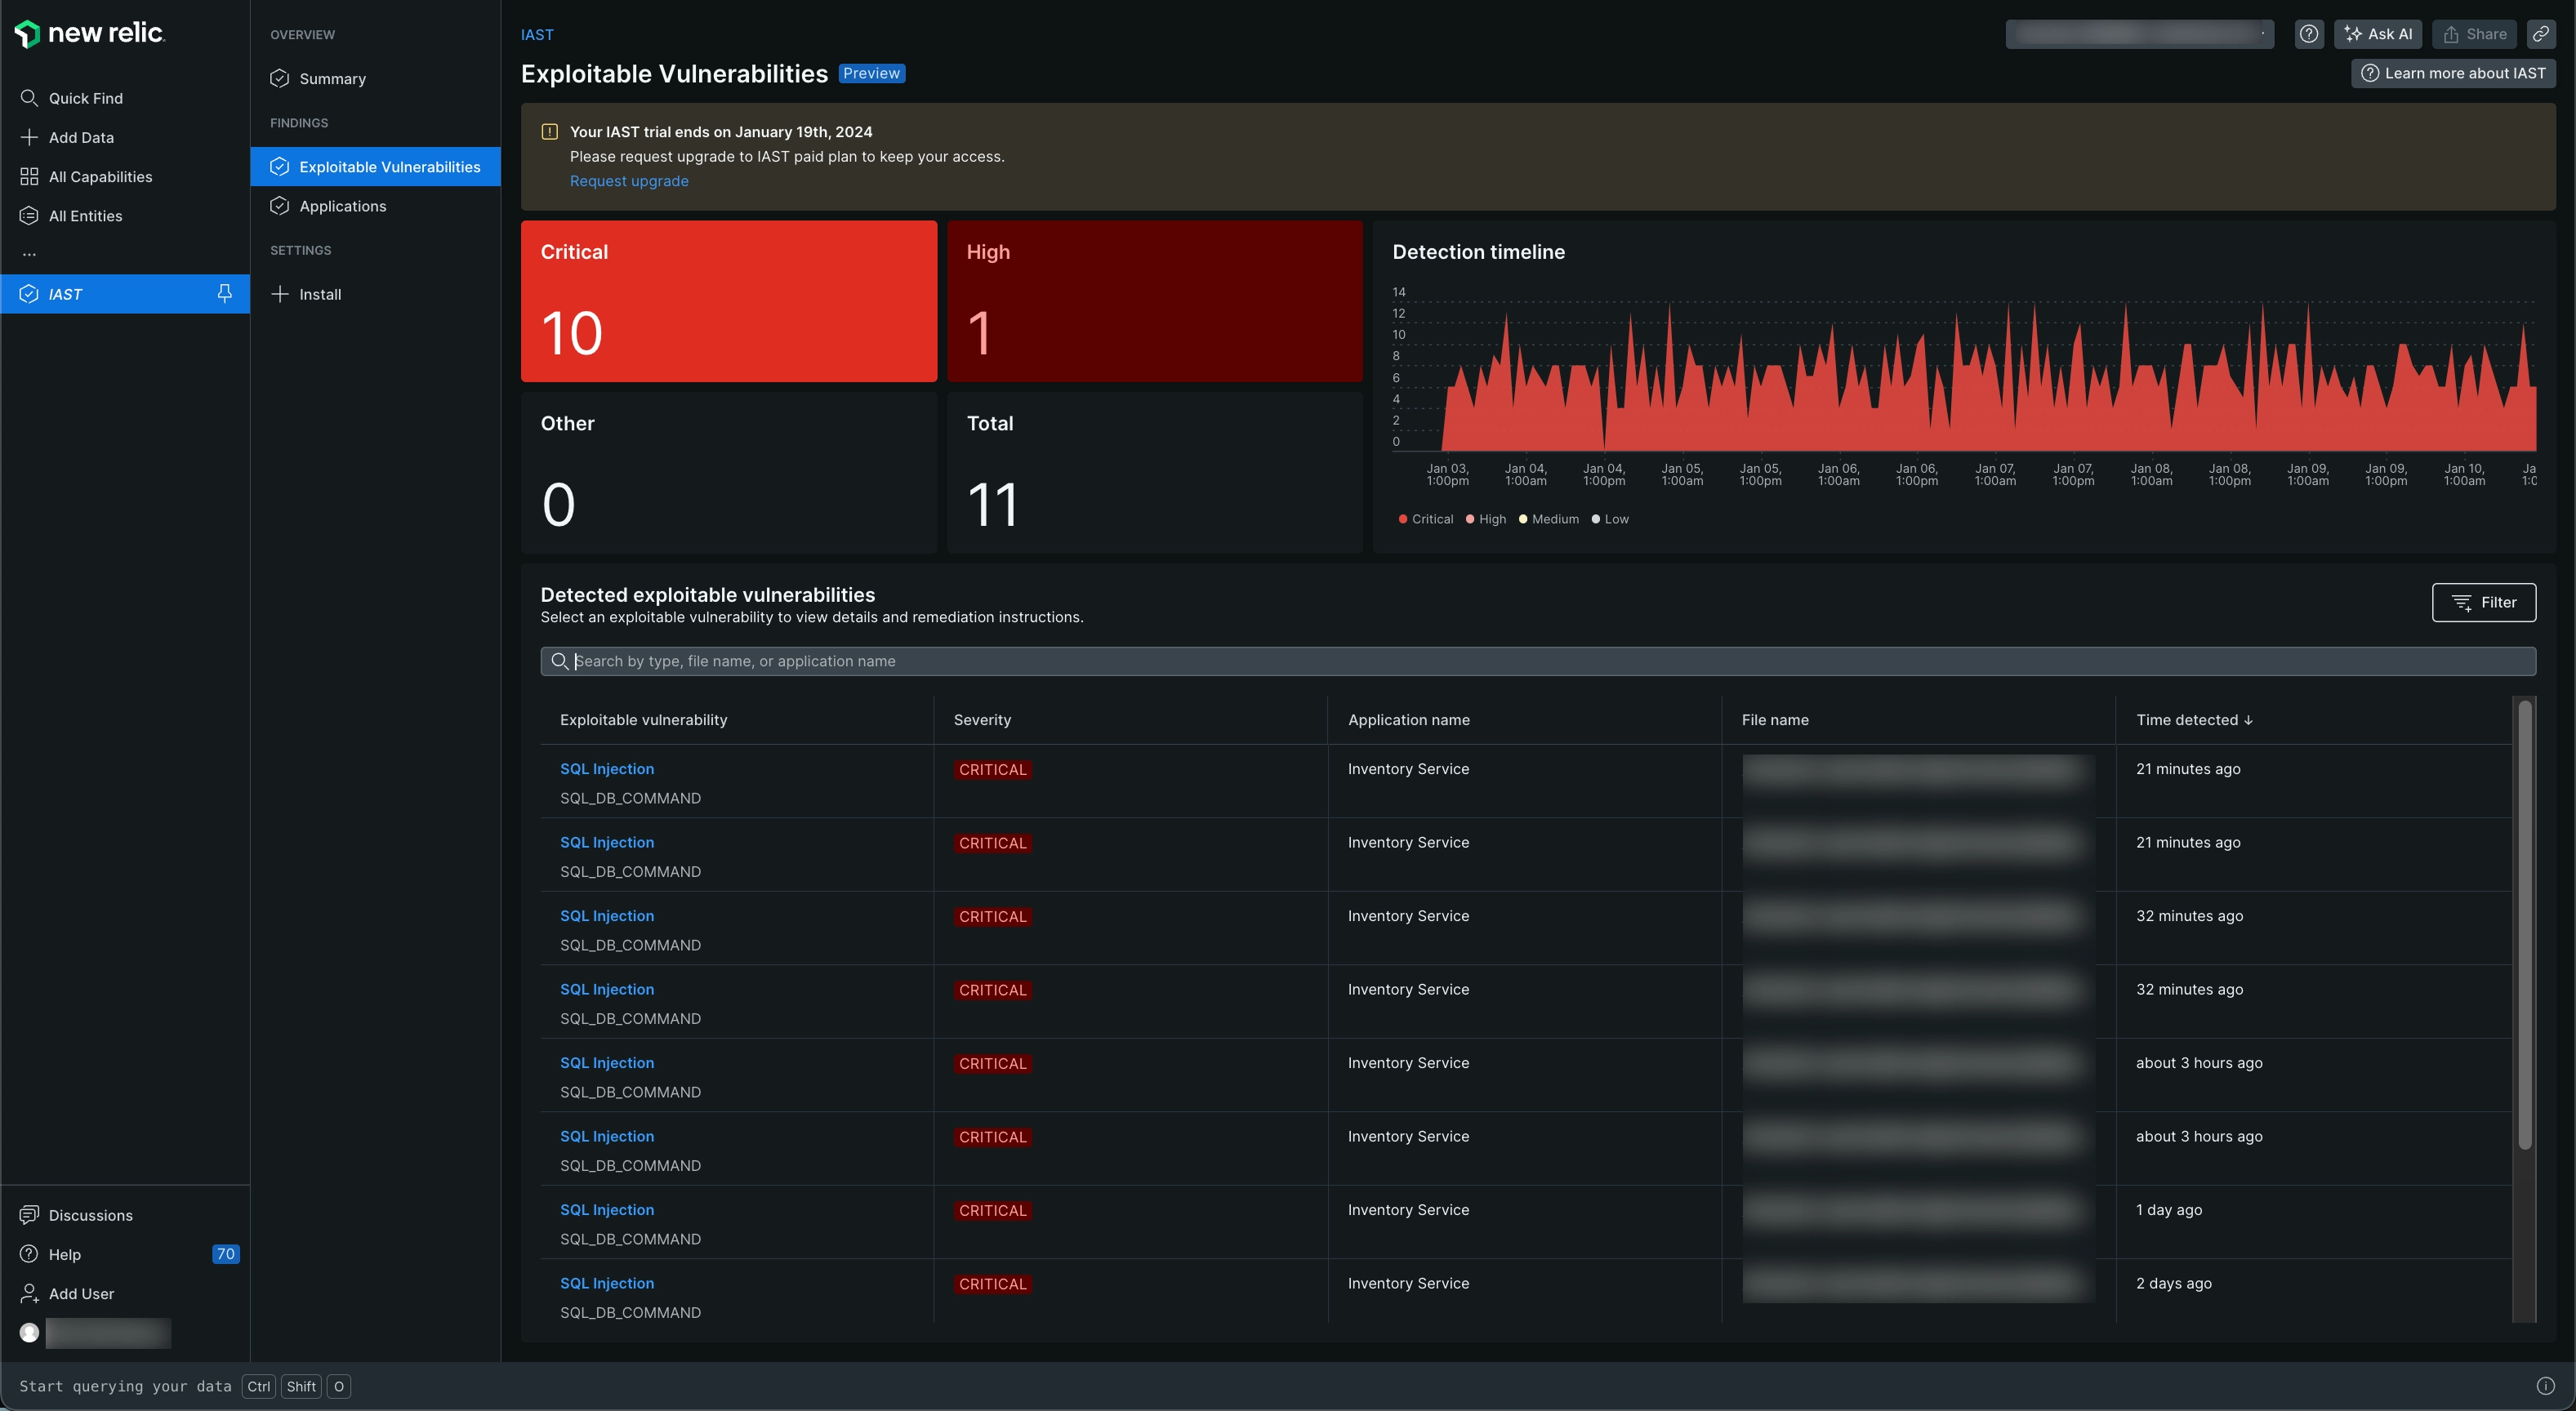 new relic.
Quick Find
Add Data
All Capabilities
All Entities
...
IAST
Discussions
Help 70
Add User
OVERVIEW
Summary
FINDINGS
Exploitable Vulnerabilities
Applications
SETTINGS
Install
IAST
Exploitable Vulnerabilities Preview
Ask AI Share
Learn more about IAST
Your IAST trial ends on January 19th, 2024
Please request upgrade to IAST paid plan to keep your access.
Request upgrade
Critical
10
High
1
Other
0
Total
11
Detection timeline
14
12
10
8
6
4
2
0
Jan 03, Jan 04, Jan 04, Jan 05, Jan 05, Jan 06, Jan 06, Jan 07, Jan 07, Jan 08, Jan 08, Jan 09, Jan 09, Jan 10, Ja
1:00pm 1:00am 1:00pm 1:00am 1:00pm 1:00am 1:00pm 1:00am 1:00pm 1:00am 1:00pm 1:00am 1:00pm 1:00am 1:0
Critical High Medium Low
Detected exploitable vulnerabilities
Select an exploitable vulnerability to view details and remediation instructions.
Filter
Search by type, file name, or application name
Exploitable vulnerability Severity Application name File name Time detected ↓
SQL Injection CRITICAL Inventory Service 21 minutes ago
SQL_DB_COMMAND
SQL Injection CRITICAL Inventory Service 21 minutes ago
SQL_DB_COMMAND
SQL Injection CRITICAL Inventory Service 32 minutes ago
SQL_DB_COMMAND
SQL Injection CRITICAL Inventory Service 32 minutes ago
SQL_DB_COMMAND
SQL Injection CRITICAL Inventory Service about 3 hours ago
SQL_DB_COMMAND
SQL Injection CRITICAL Inventory Service about 3 hours ago
SQL_DB_COMMAND
SQL Injection CRITICAL Inventory Service 1 day ago
SQL_DB_COMMAND
SQL Injection CRITICAL Inventory Service 2 days ago
SQL_DB_COMMAND
Start querying your data Ctrl Shift O